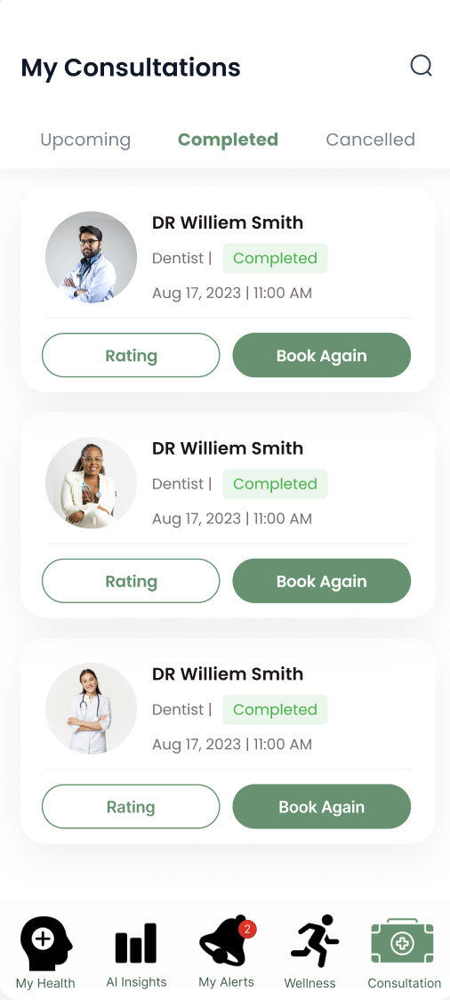 My Consultations
Upcoming Completed Cancelled
DR Williem Smith
Dentist | Completed
Aug 17, 2023 | 11:00 AM
Rating Book Again
DR Williem Smith
Dentist | Completed
Aug 17, 2023 | 11:00 AM
Rating Book Again
DR Williem Smith
Dentist | Completed
Aug 17, 2023 | 11:00 AM
Rating Book Again
2
My Health AI Insights My Alerts Wellness Consultation